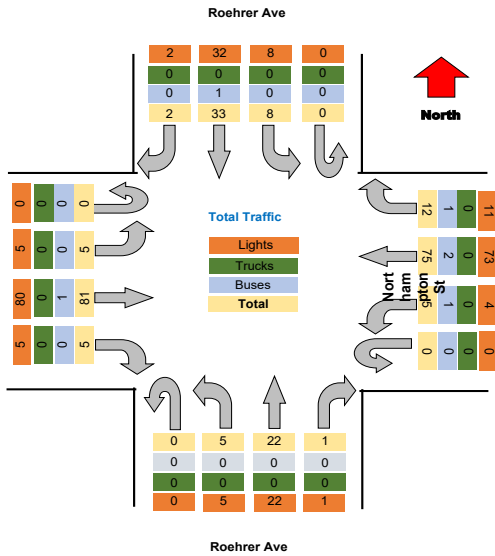 Roehrer Ave
2 32 8 0
0 0 0 0
0 1 0 0
2 33 8 0
North
0 0 0 0
5 0 0 5
80 0 1 81
5 0 0 5
Total Traffic
Lights
Trucks
Buses
Total
12 1 0 11
75 2 0 73
5 1 0 4
0 0 0 0
Nort
ham
pton
St
0 5 22 1
0 0 0 0
0 0 0 0
0 5 22 1
Roehrer Ave